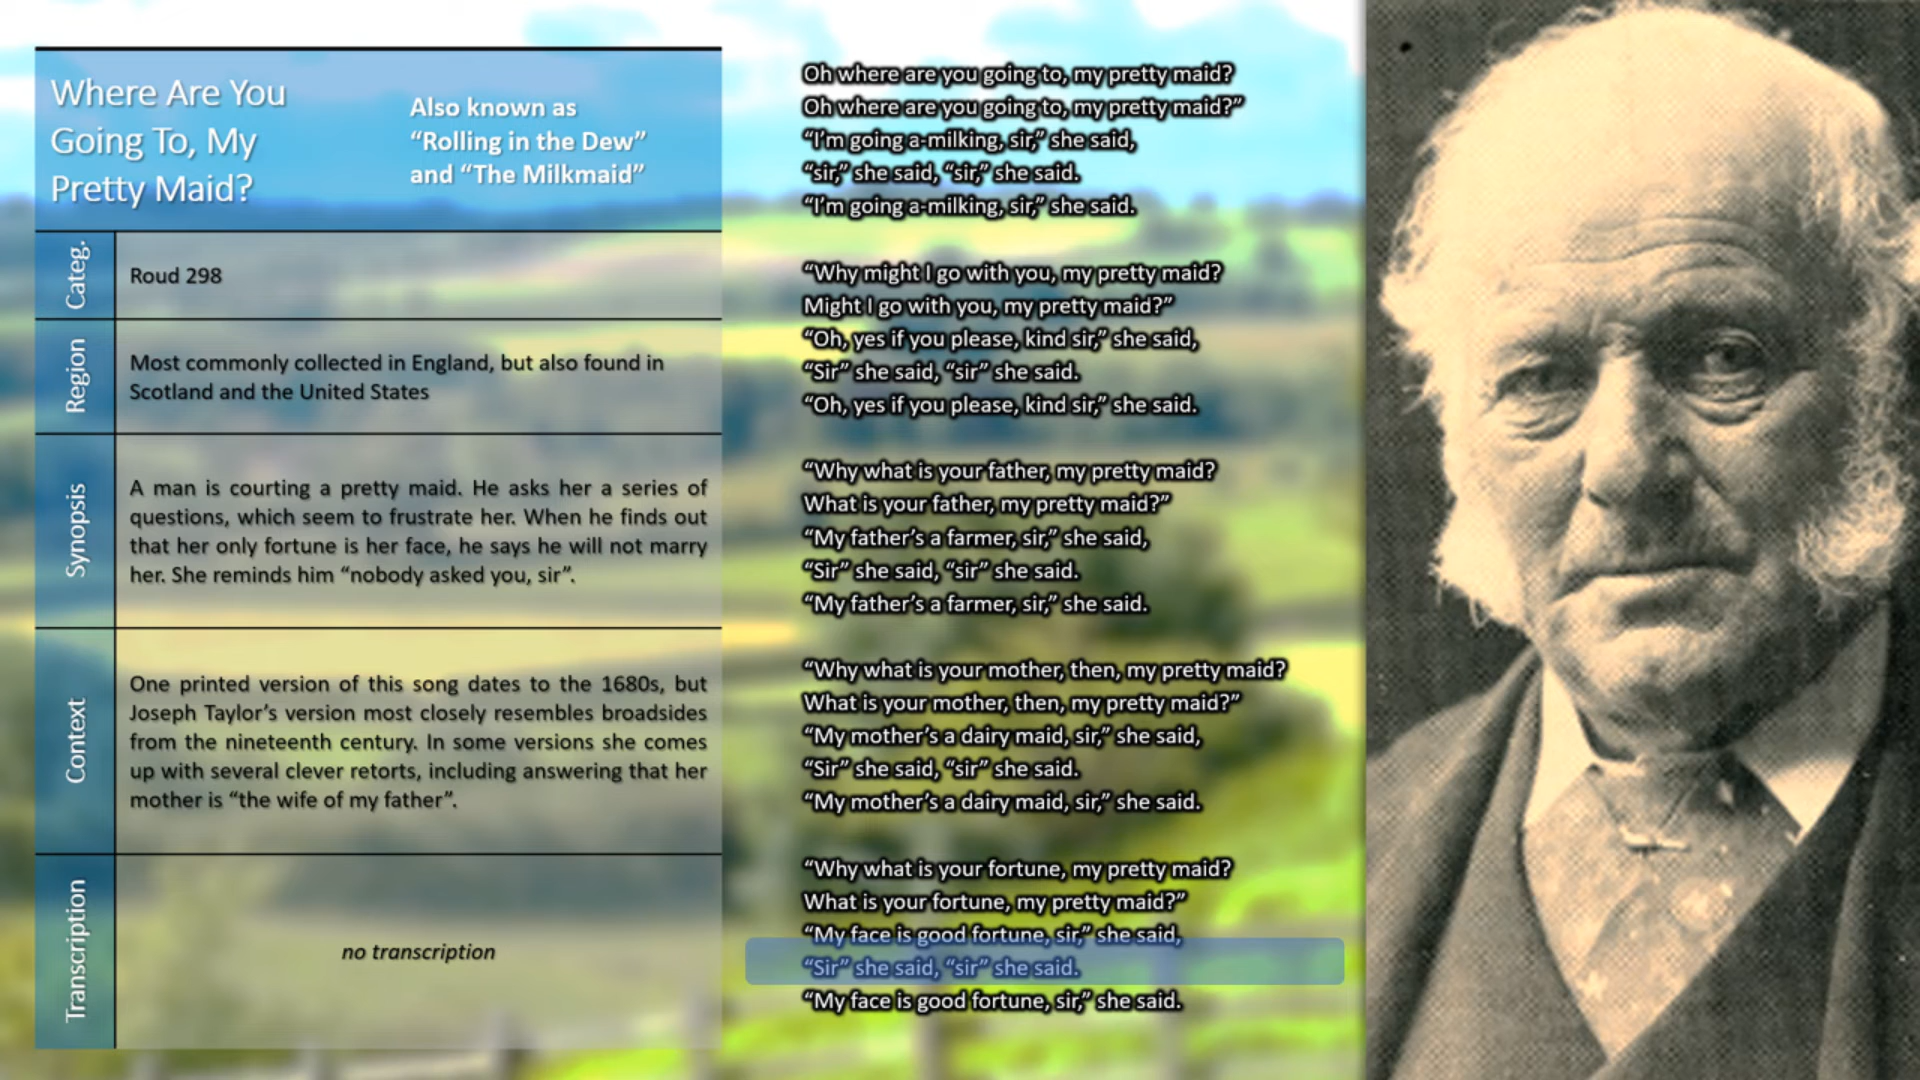 Where Are You
Going To, My
Pretty Maid?
Also known as
“Rolling in the Dew”
and “The Milkmaid”
Categ.
Roud 298
Region
Most commonly collected in England, but also found in
Scotland and the United States
Synopsis
A man is courting a pretty maid. He asks her a series of
questions, which seem to frustrate her. When he finds out
that her only fortune is her face, he says he will not marry
her. She reminds him “nobody asked you, sir”.
Context
One printed version of this song dates to the 1680s, but
Joseph Taylor’s version most closely resembles broadsides
from the nineteenth century. In some versions she comes
up with several clever retorts, including answering that her
mother is “the wife of my father”.
Transcription
no transcription
Oh where are you going to, my pretty maid?
Oh where are you going to, my pretty maid?”
“I’m going a-milking, sir,” she said,
“sir,” she said, “sir,” she said.
“I’m going a-milking, sir,” she said.
“Why might I go with you, my pretty maid?
Might I go with you, my pretty maid?”
“Oh, yes if you please, kind sir,” she said,
“Sir” she said, “sir” she said.
“Oh, yes if you please, kind sir,” she said.
“Why what is your father, my pretty maid?
What is your father, my pretty maid?”
“My father’s a farmer, sir,” she said,
“Sir” she said, “sir” she said.
“My father’s a farmer, sir,” she said.
“Why what is your mother, then, my pretty maid?
What is your mother, then, my pretty maid?”
“My mother’s a dairy maid, sir,” she said,
“Sir” she said, “sir” she said.
“My mother’s a dairy maid, sir,” she said.
“Why what is your fortune, my pretty maid?
What is your fortune, my pretty maid?”
“My face is good fortune, sir,” she said,
“Sir” she said, “sir” she said.
“My face is good fortune, sir,” she said.